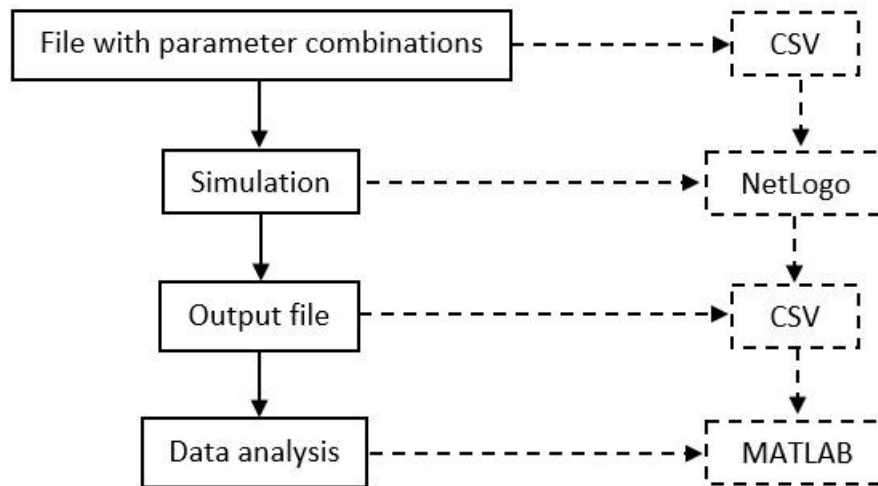 File with parameter combinations
CSV
Simulation
NetLogo
Output file
CSV
Data analysis
MATLAB